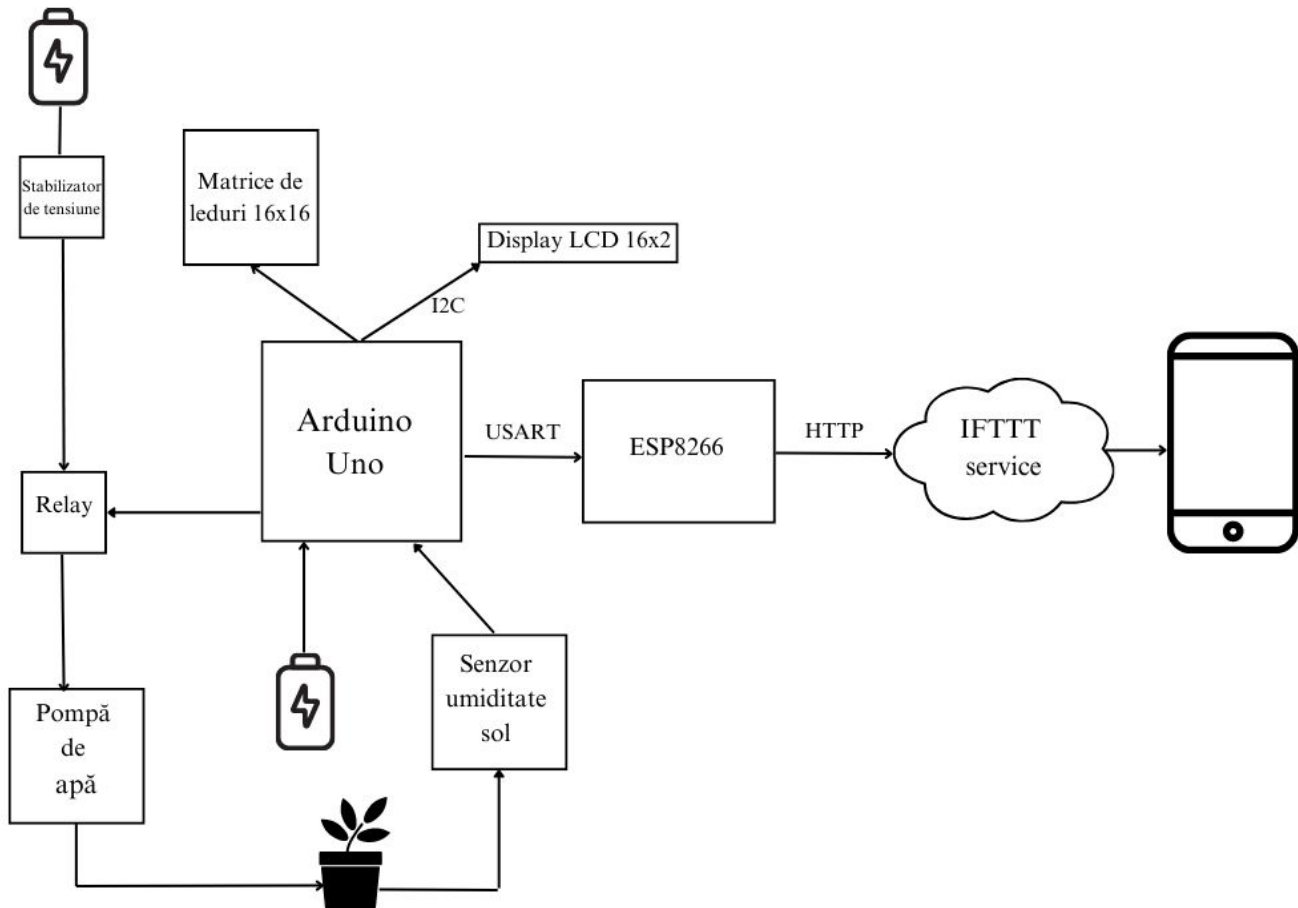 Stabilizator
de tensiune
Matrice de
leduri 16x16
Display LCD 16x2
I2C
Arduino
Uno
USART
ESP8266
HTTP
IFTTT
service
Relay
Senzor
umiditate
sol
Pompă
de
apă